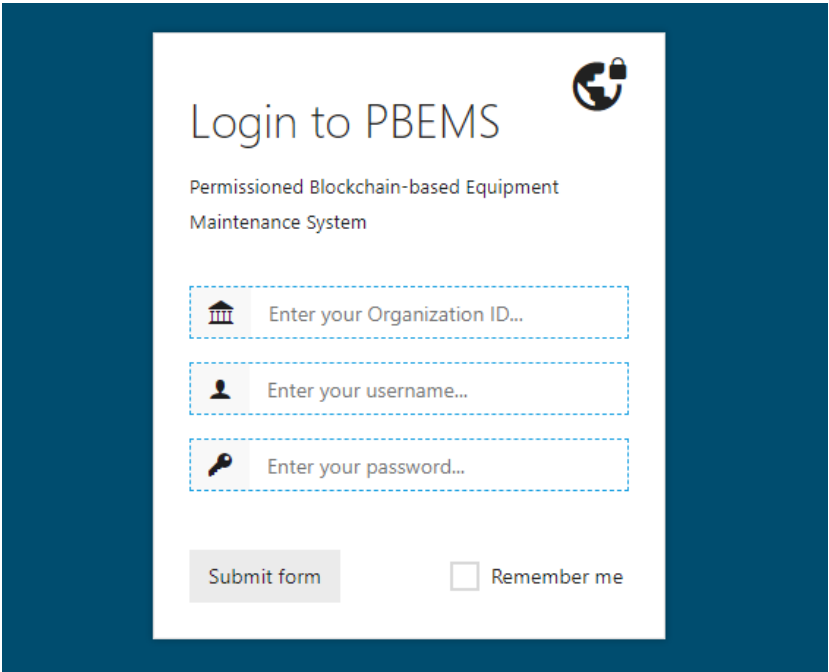 Login to PBEMS
Permissioned Blockchain-based Equipment
Maintenance System
Enter your Organization ID...
Enter your username...
Enter your password...
Submit form
Remember me